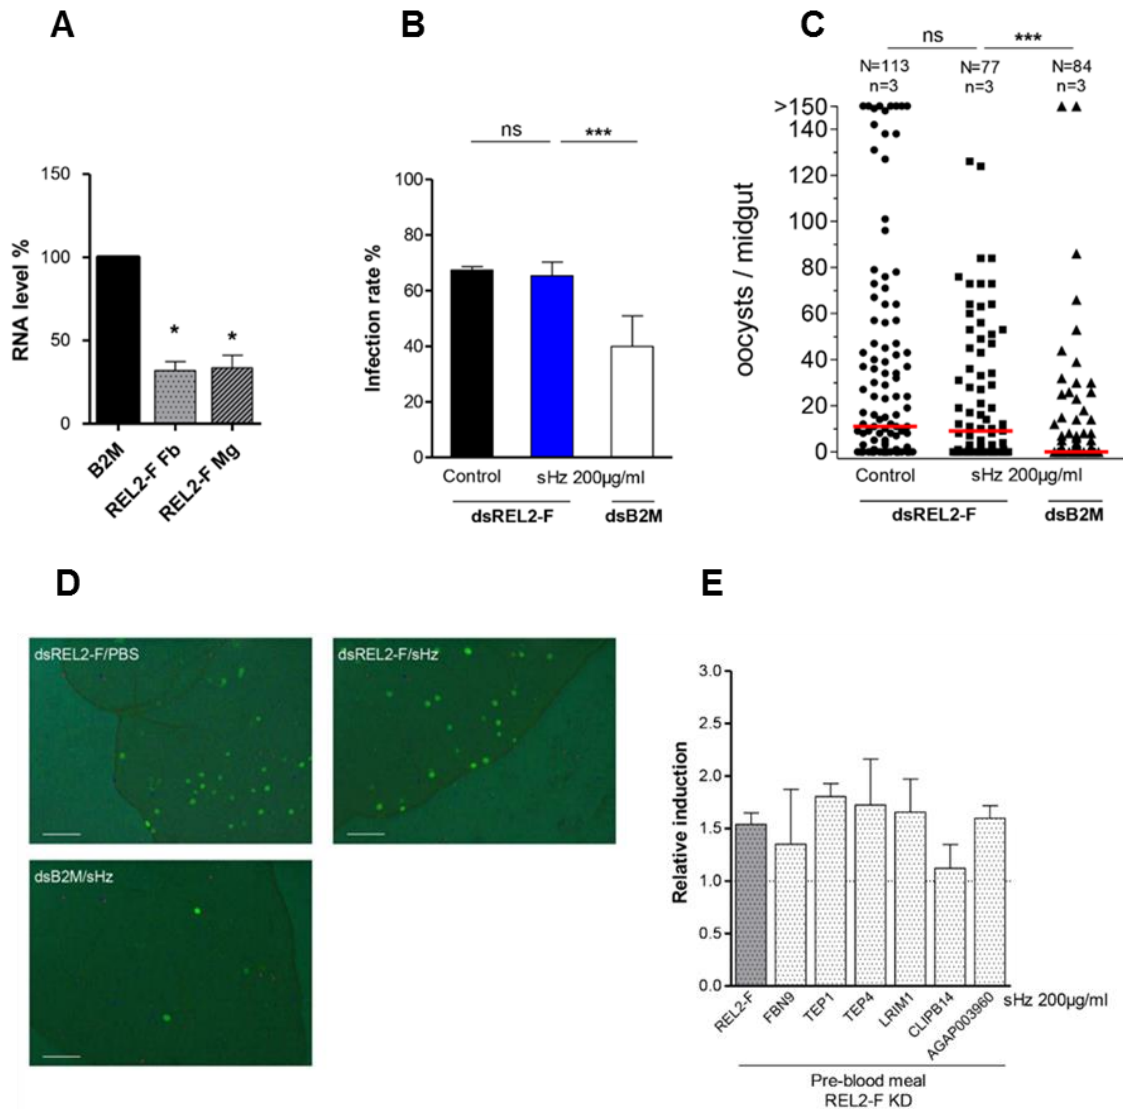 A
RNA level %
150
100
50
0
*
*
B2M
REL2-F Fb
REL2-F Mg
B
Infection rate %
100
80
60
40
20
0
ns
***
Control
sHz 200µg/ml
dsREL2-F
dsB2M
C
ns
***
N=113
n=3
N=77
n=3
N=84
n=3
oocysts / midgut
>150
140
120
100
80
60
40
20
0
Control
sHz 200µg/ml
dsREL2-F
dsB2M
D
dsREL2-F/PBS
dsREL2-F/sHz
dsB2M/sHz
E
Relative induction
3.0
2.5
2.0
1.5
1.0
0.5
0.0
REL2-F
FBN9
TEP1
TEP4
LRIM1
CLIPB14
AGAP003960
sHz 200µg/ml
Pre-blood meal
REL2-F KD